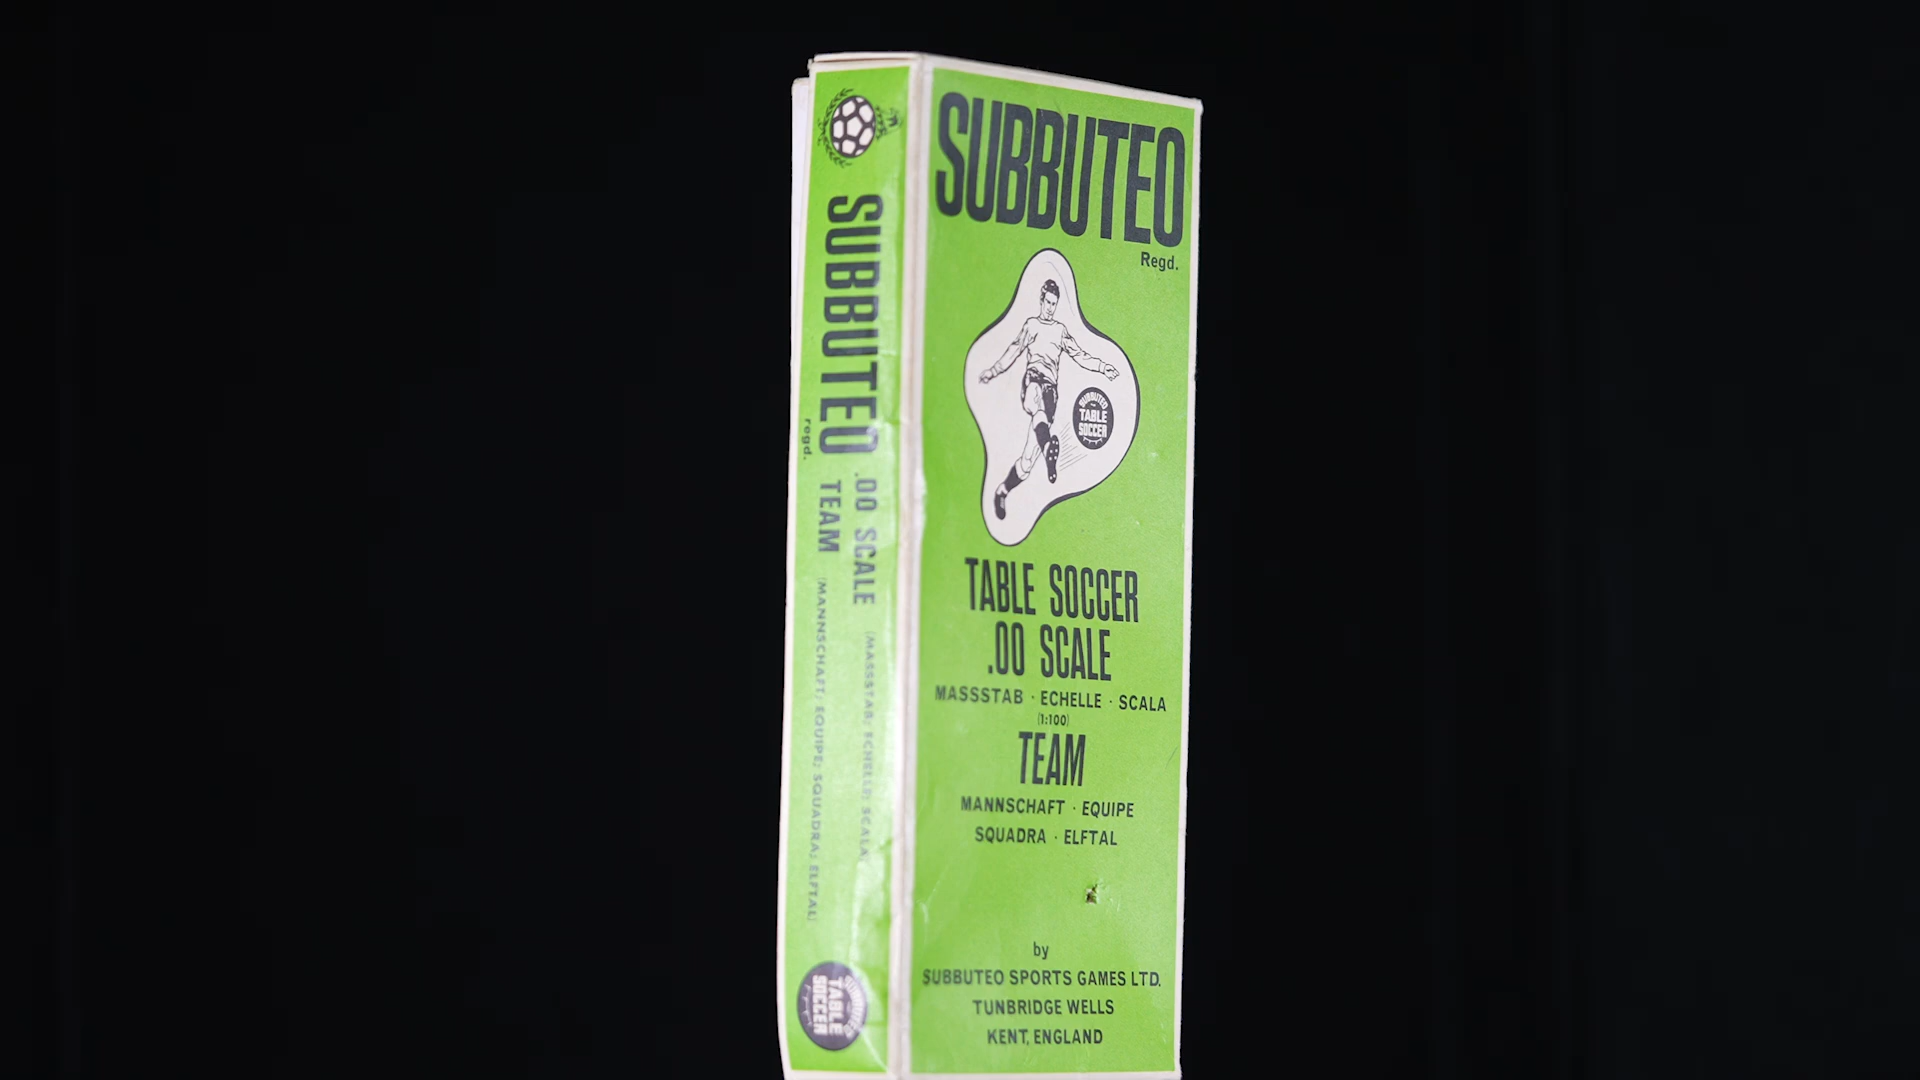 SUBBUTEO
regd.
.00 SCALE
(MASSSTAB; ECHELLE; SCALA)
TEAM
(MANNSCHAFT; EQUIPE; SQUADRA; ELFTAL)
SUBBUTEO
TABLE
SOCCER
SUBBUTEO
Regd.
SUBBUTEO
TABLE
SOCCER
TABLE SOCCER
.00 SCALE
MASSSTAB · ECHELLE · SCALA
(1:100)
TEAM
MANNSCHAFT · EQUIPE
SQUADRA · ELFTAL
by
SUBBUTEO SPORTS GAMES LTD.
TUNBRIDGE WELLS
KENT, ENGLAND